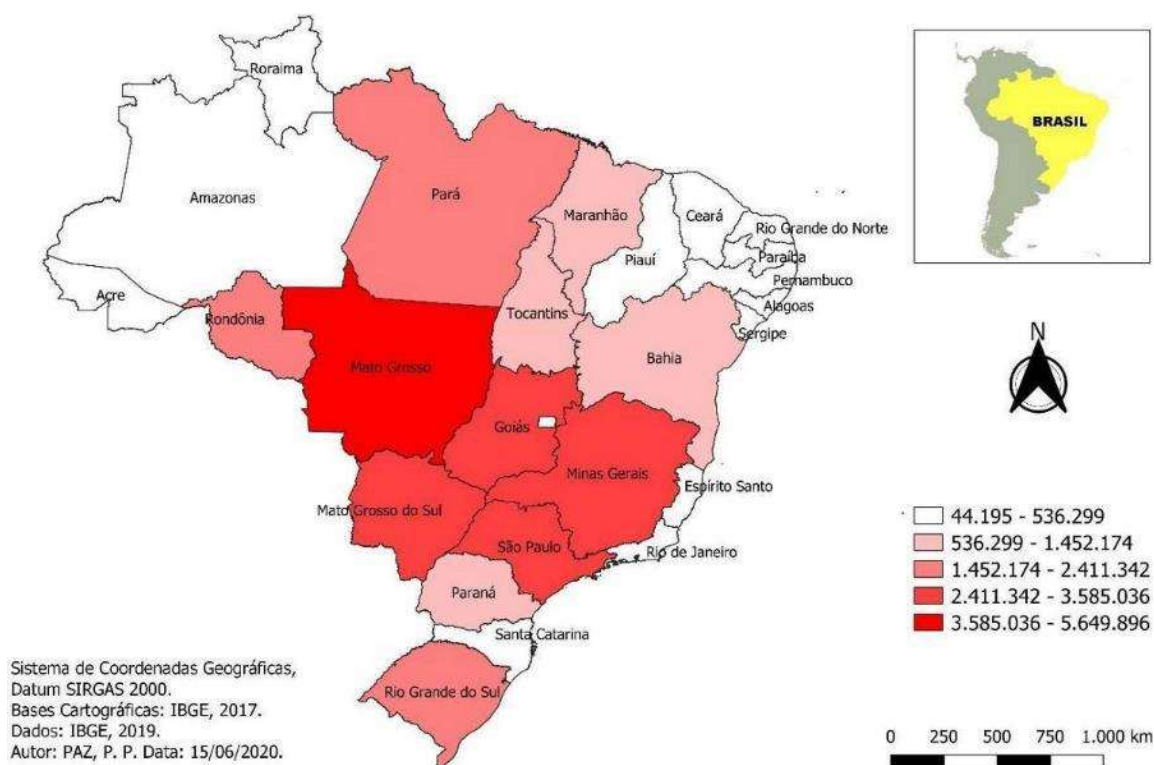 Roraima
Amazonas
Pará
Acre
Rondônia
Mato Grosso
Maranhão
Ceará
Rio Grande do Norte
Piauí
Paraíba
Pernambuco
Alagoas
Sergipe
Tocantins
Bahia
Goiás
Minas Gerais
Espírito Santo
Mato Grosso do Sul
São Paulo
Rio de Janeiro
Paraná
Santa Catarina
Rio Grande do Sul
BRASIL
N
44.195 - 536.299
536.299 - 1.452.174
1.452.174 - 2.411.342
2.411.342 - 3.585.036
3.585.036 - 5.649.896
Sistema de Coordenadas Geográficas,
Datum SIRGAS 2000.
Bases Cartográficas: IBGE, 2017.
Dados: IBGE, 2019.
Autor: PAZ, P. P. Data: 15/06/2020.
0 250 500 750 1.000 km